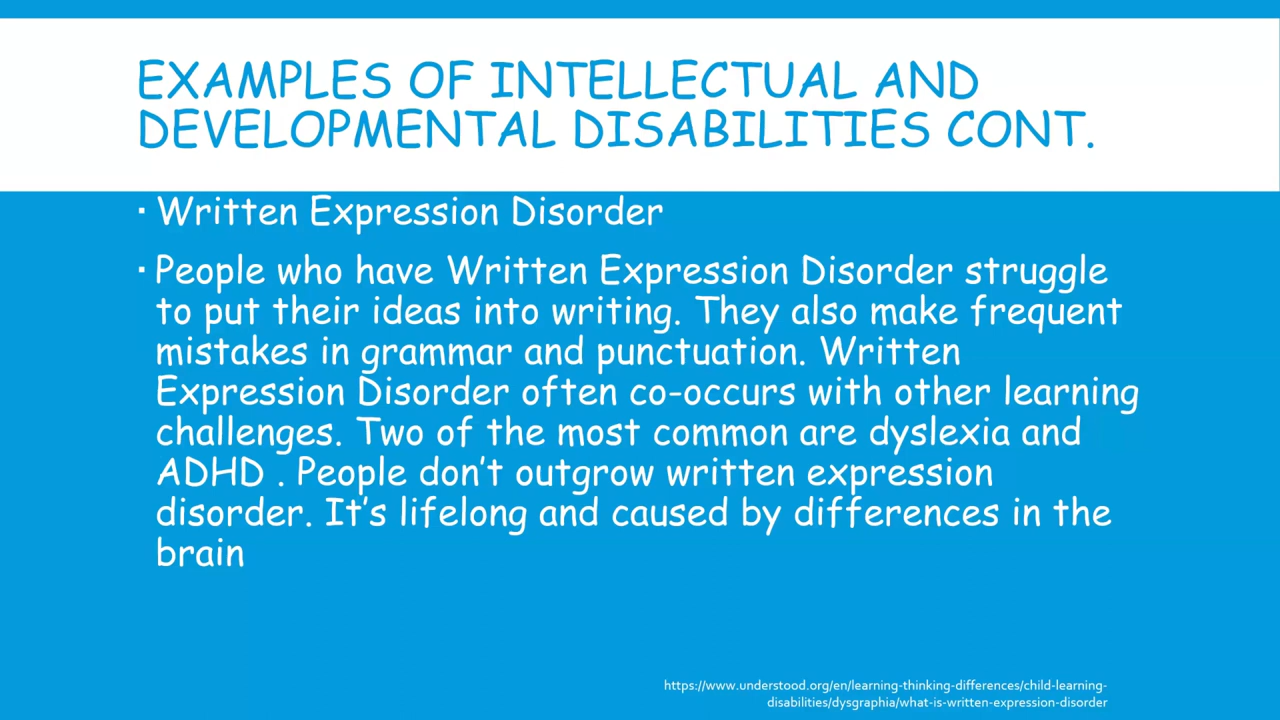 EXAMPLES OF INTELLECTUAL AND
DEVELOPMENTAL DISABILITIES CONT.
▪ Written Expression Disorder
▪ People who have Written Expression Disorder struggle
to put their ideas into writing. They also make frequent
mistakes in grammar and punctuation. Written
Expression Disorder often co-occurs with other learning
challenges. Two of the most common are dyslexia and
ADHD . People don’t outgrow written expression
disorder. It’s lifelong and caused by differences in the
brain
https://www.understood.org/en/learning-thinking-differences/child-learning-
disabilities/dysgraphia/what-is-written-expression-disorder